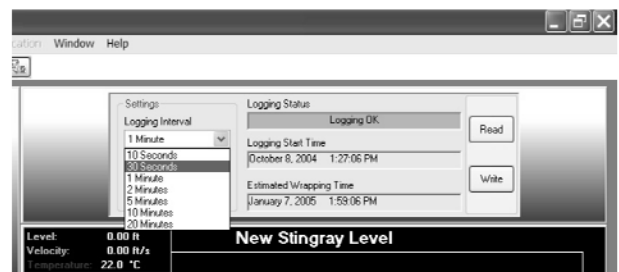 cation Window Help
Settings
Logging Interval
1 Minute
10 Seconds
30 Seconds
1 Minute
2 Minutes
5 Minutes
10 Minutes
20 Minutes
Logging Status
Logging OK
Logging Start Time
October 8, 2004 1:27:06 PM
Estimated Wrapping Time
January 7, 2005 1:59:06 PM
Read
Write
Level: 0.00 ft
Velocity: 0.00 ft/s
Temperature: 22.0 °C
New Stingray Level